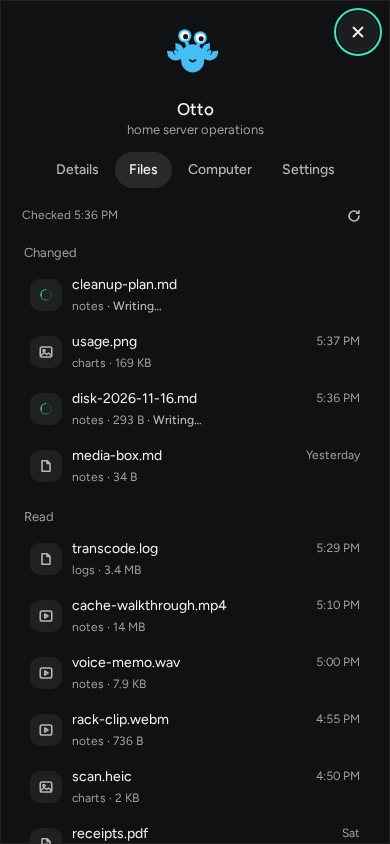 Otto
home server operations
Details Files Computer Settings
Checked 5:36 PM
Changed
cleanup-plan.md
notes · Writing...
usage.png 5:37 PM
charts · 169 KB
disk-2026-11-16.md 5:36 PM
notes · 293 B · Writing...
media-box.md Yesterday
notes · 34 B
Read
transcode.log 5:29 PM
logs · 3.4 MB
cache-walkthrough.mp4 5:10 PM
notes · 14 MB
voice-memo.wav 5:00 PM
notes · 7.9 KB
rack-clip.webm 4:55 PM
notes · 736 B
scan.heic 4:50 PM
charts · 2 KB
receipts.pdf Sat